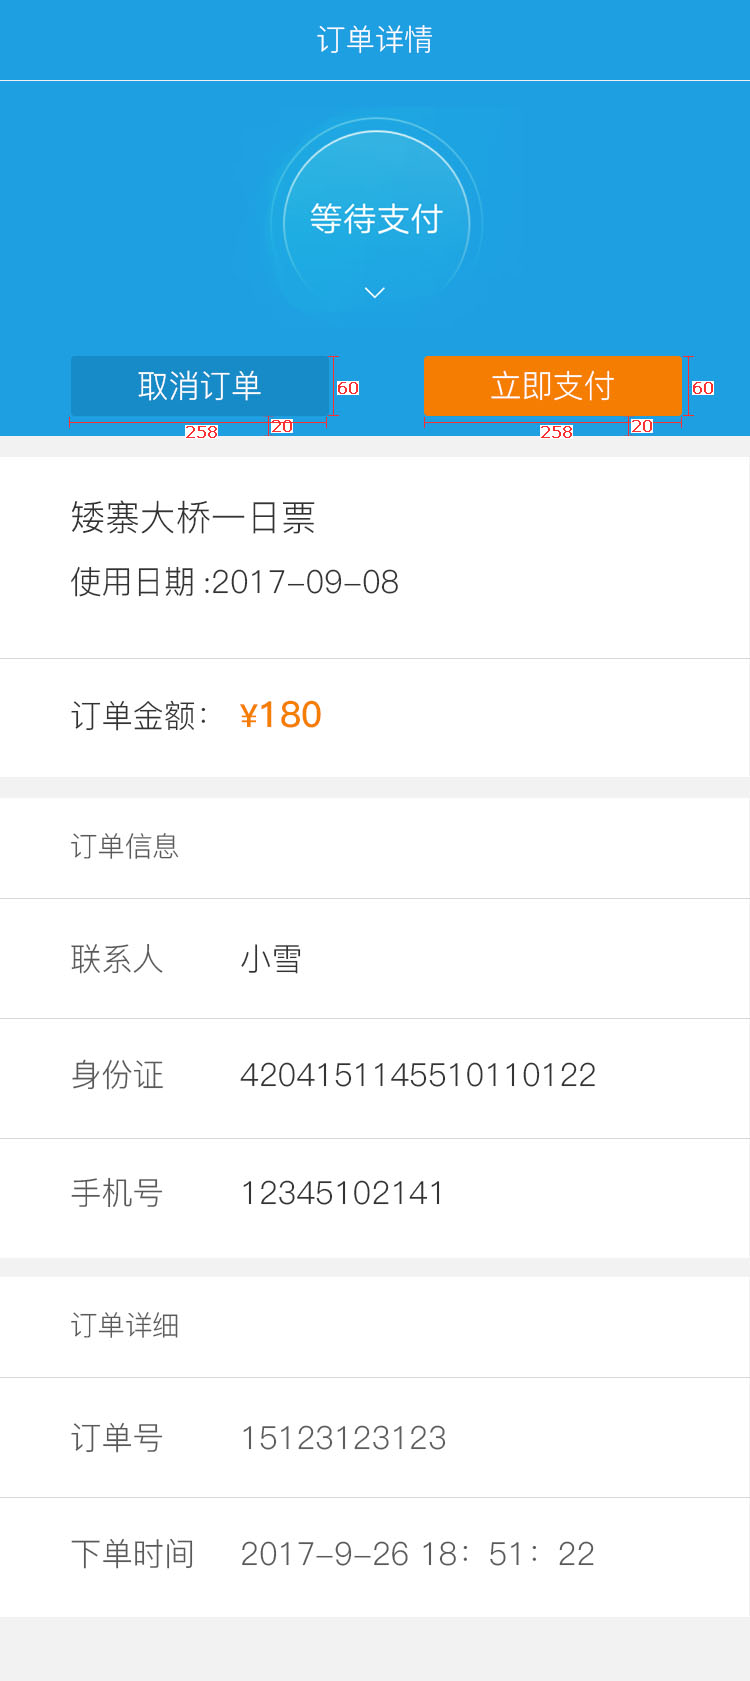 订单详情
等待支付
取消订单 60 立即支付 60
258 20 258 20
矮寨大桥一日票
使用日期:2017-09-08
订单金额： ¥180
订单信息
联系人 小雪
身份证 4204151145510110122
手机号 12345102141
订单详细
订单号 15123123123
下单时间 2017-9-26 18：51：22